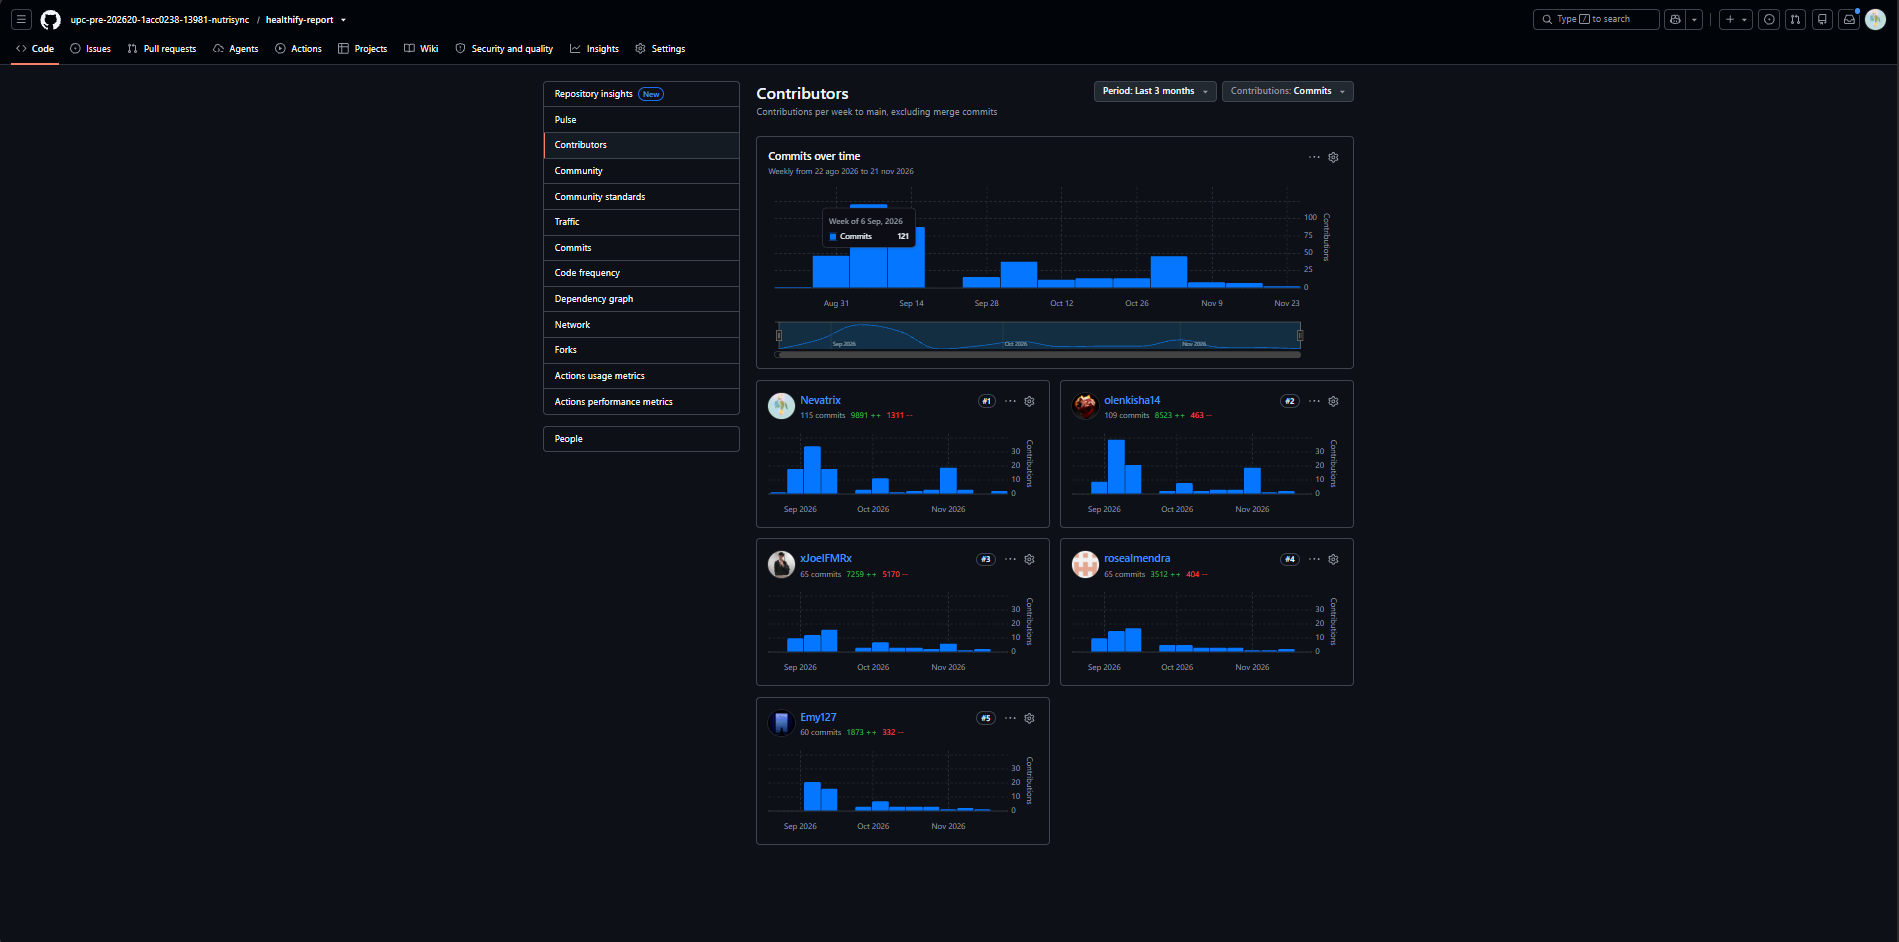 upc-pre-202620-1acc0238-13981-nutrisync / healthify-report
Type / to search
Code Issues Pull requests Agents Actions Projects Wiki Security and quality Insights Settings
Repository insights New
Pulse
Contributors
Community
Community standards
Traffic
Commits
Code frequency
Dependency graph
Network
Forks
Actions usage metrics
Actions performance metrics
People
Contributors
Contributions per week to main, excluding merge commits
Period: Last 3 months
Contributions: Commits
Commits over time
Weekly from 22 ago 2026 to 21 nov 2026
Week of 6 Sep, 2026
Commits 121
100
75
50
25
0
Contributions
Aug 31 Sep 14 Sep 28 Oct 12 Oct 26 Nov 9 Nov 23
Sep 2026 Oct 2026 Nov 2026
Nevatrix
#1
115 commits 9891 ++ 1311 --
30
20
10
0
Contributions
Sep 2026 Oct 2026 Nov 2026
olenkisha14
#2
109 commits 8523 ++ 463 --
30
20
10
0
Contributions
Sep 2026 Oct 2026 Nov 2026
xJoelFMRx
#3
65 commits 7259 ++ 5170 --
30
20
10
0
Contributions
Sep 2026 Oct 2026 Nov 2026
rosealmendra
#4
65 commits 3512 ++ 404 --
30
20
10
0
Contributions
Sep 2026 Oct 2026 Nov 2026
Emy127
#5
60 commits 1873 ++ 332 --
30
20
10
0
Contributions
Sep 2026 Oct 2026 Nov 2026